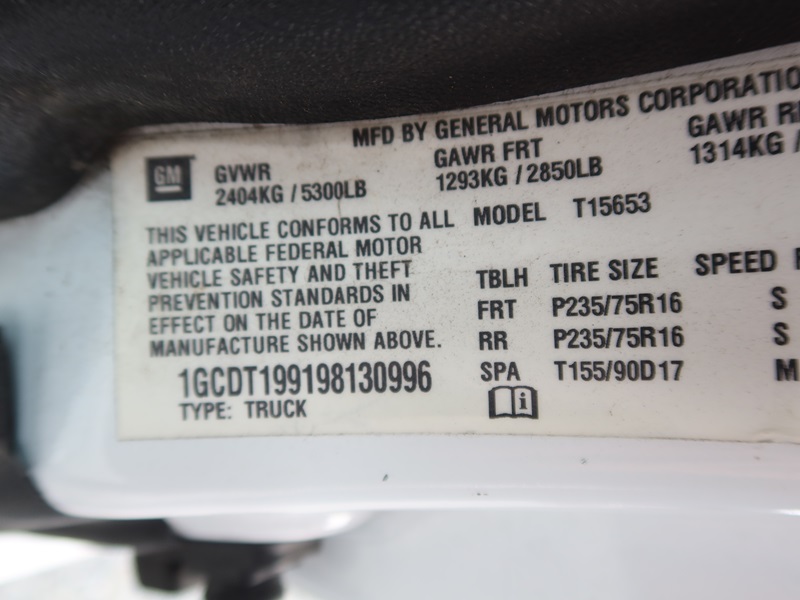 MFD BY GENERAL MOTORS CORPORATIO
GM
GVWR
2404KG / 5300LB
GAWR FRT
1293KG / 2850LB
GAWR
1314KG /
THIS VEHICLE CONFORMS TO ALL
APPLICABLE FEDERAL MOTOR
VEHICLE SAFETY AND THEFT
PREVENTION STANDARDS IN
EFFECT ON THE DATE OF
MANUFACTURE SHOWN ABOVE.
1GCDT199198130996
TYPE: TRUCK
MODEL T15653
TBLH TIRE SIZE SPEED
FRT P235/75R16 S
RR P235/75R16 S
SPA T155/90D17 M